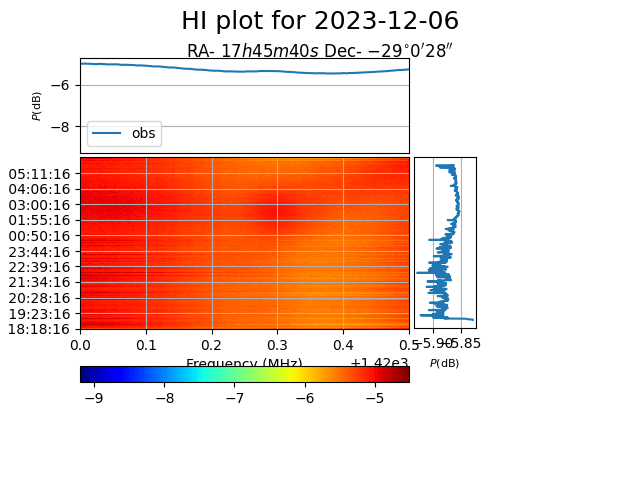 HI plot for 2023-12-06
RA- 17h45m40s Dec- −29°0′28″
P(dB)
−6
−8
obs
05:11:16
04:06:16
03:00:16
01:55:16
00:50:16
23:44:16
22:39:16
21:34:16
20:28:16
19:23:16
18:18:16
0.0 0.1 0.2 0.3 0.4 0.5
−5.90 −5.85
Frequency (MHz)
+1.42e3
P(dB)
−9 −8 −7 −6 −5